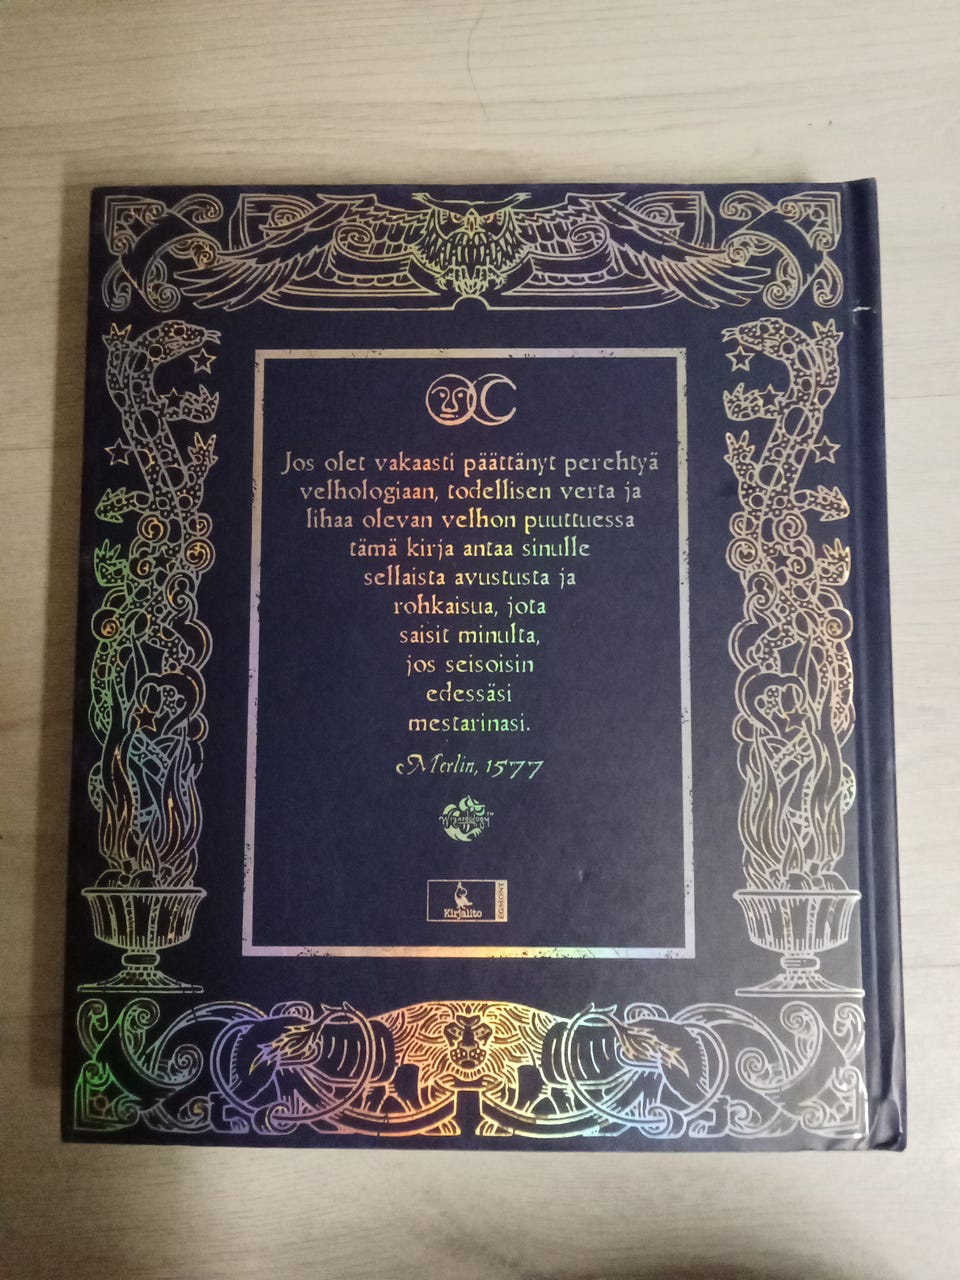 Jos olet vakaasti päättänyt perehtyä
velhologiaan, todellisen verta ja
lihaa olevan velhon puuttuessa
tämä kirja antaa sinulle
sellaista avustusta ja
rohkaisua, jota
saisit minulta,
jos seisoisin
edessäsi
mestarinasi.
Merlin, 1577
Wizardology™
Kirjalito
EGMONT